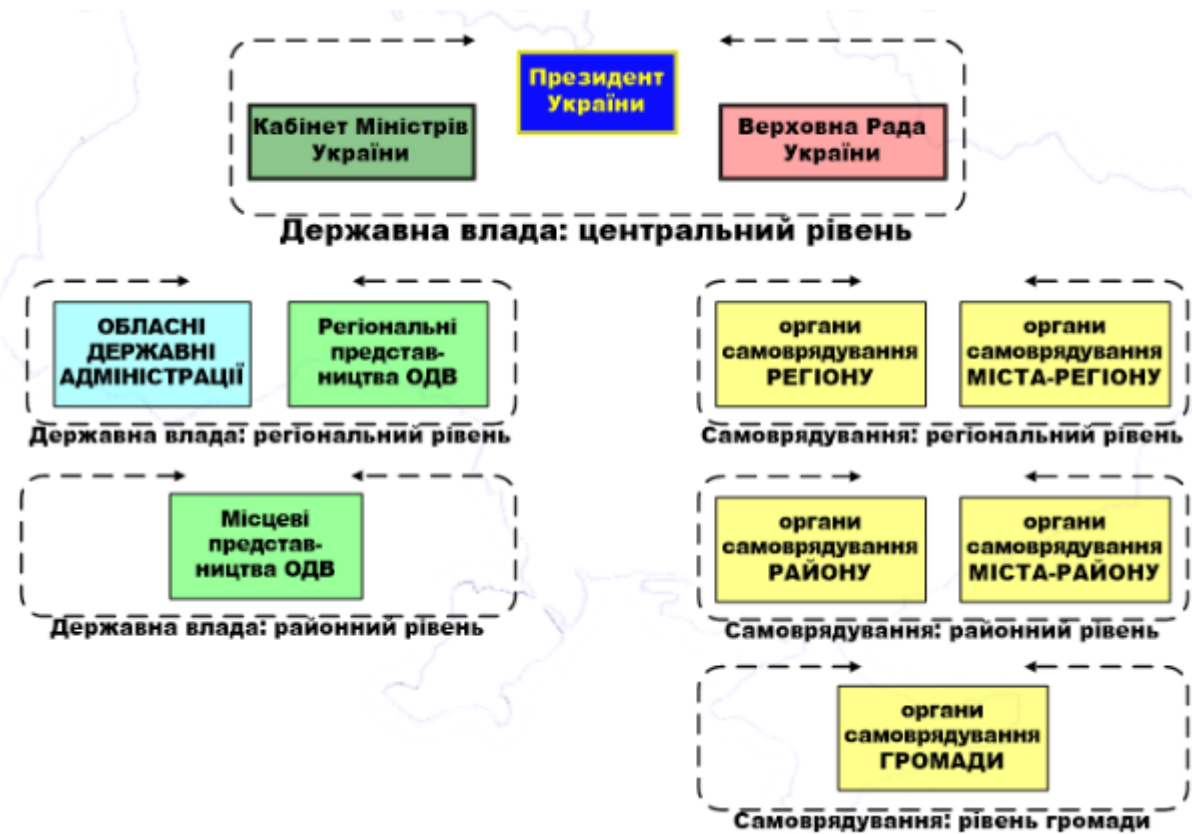 Президент
України
Кабінет Міністрів
України
Верховна Рада
України
Державна влада: центральний рівень
ОБЛАСНІ
ДЕРЖАВНІ
АДМІНІСТРАЦІЇ
Регіональні
представ-
ництва ОДВ
Державна влада: регіональний рівень
органи
самоврядування
РЕГІОНУ
органи
самоврядування
МІСТА-РЕГІОНУ
Самоврядування: регіональний рівень
Місцеві
представ-
ництва ОДВ
Державна влада: районний рівень
органи
самоврядування
РАЙОНУ
органи
самоврядування
МІСТА-РАЙОНУ
Самоврядування: районний рівень
органи
самоврядування
ГРОМАДИ
Самоврядування: рівень громади